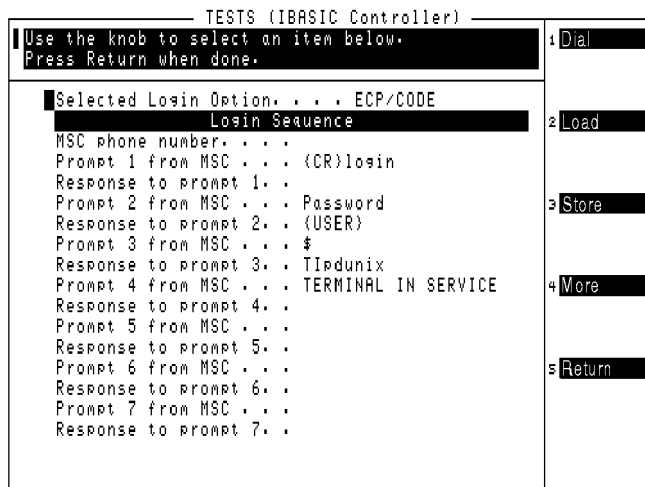 TESTS (IBASIC Controller)
Use the knob to select an item below.
Press Return when done.
Selected Login Option. . . . ECP/CODE
Login Sequence
MSC phone number. . . .
Prompt 1 from MSC . . . (CR)login
Response to prompt 1. .
Prompt 2 from MSC . . . Password
Response to prompt 2. . (USER)
Prompt 3 from MSC . . . $
Response to prompt 3. . TIpdunix
Prompt 4 from MSC . . . TERMINAL IN SERVICE
Response to prompt 4. .
Prompt 5 from MSC . . .
Response to prompt 5. .
Prompt 6 from MSC . . .
Response to prompt 6. .
Prompt 7 from MSC . . .
Response to prompt 7. .
1 Dial
2 Load
3 Store
4 More
5 Return